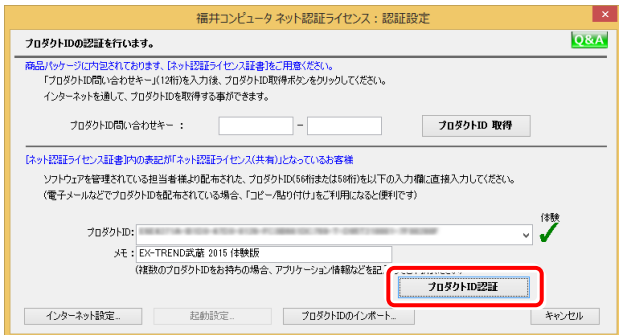 福井コンピュータ ネット認証ライセンス：認証設定
プロダクトIDの認証を行います。
Q&A
商品パッケージに内包されております、[ネット認証ライセンス証書]をご用意ください。
「プロダクトID問い合わせキー」(12桁)を入力後、プロダクトID取得ボタンをクリックしてください。
インターネットを通して、プロダクトIDを取得する事ができます。
プロダクトID問い合わせキー ： － プロダクトID 取得
[ネット認証ライセンス証書]内の表記が「ネット認証ライセンス(共有)」となっているお客様
ソフトウェアを管理されている担当者様より配布された、プロダクトID(56桁または58桁)を以下の入力欄に直接入力してください。
(電子メールなどでプロダクトIDを配布されている場合、「コピー/貼り付け」をご利用になると便利です)
体験
プロダクトID:
メモ： EX-TREND武蔵 2015 体験版
(複数のプロダクトIDをお持ちの場合、アプリケーション情報などを記
プロダクトID認証
インターネット設定... 起動設定... プロダクトIDのインポート... キャンセル